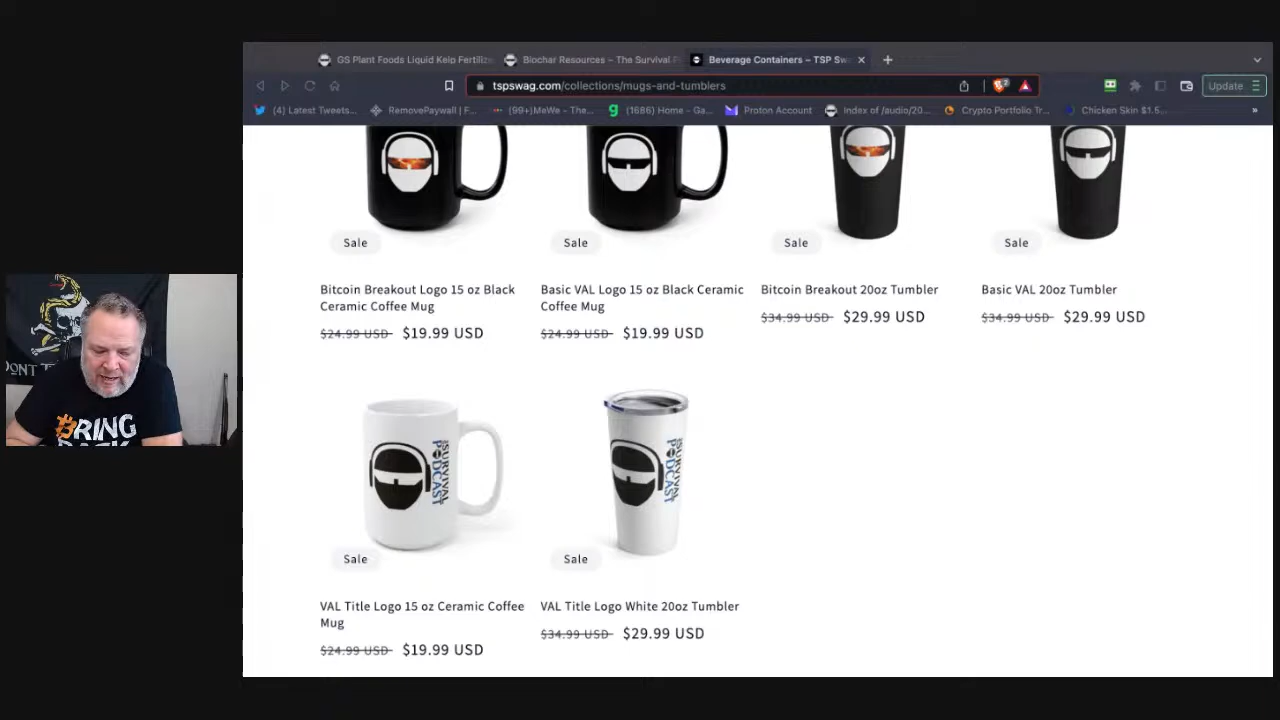 GS Plant Foods Liquid Kelp Fertiliz
Biochar Resources – The Survival P
Beverage Containers – TSP Sw
tspswag.com/collections/mugs-and-tumblers
Update
(4) Latest Tweets...
RemovePaywall | F...
(99+)MeWe - The...
(1686) Home - Ga...
Proton Account
Index of /audio/20...
Crypto Portfolio Tr...
Chicken Skin $1.5...
»
Sale
Sale
Sale
Sale
Bitcoin Breakout Logo 15 oz Black
Ceramic Coffee Mug
$24.99 USD $19.99 USD
Basic VAL Logo 15 oz Black Ceramic
Coffee Mug
$24.99 USD $19.99 USD
Bitcoin Breakout 20oz Tumbler
$34.99 USD $29.99 USD
Basic VAL 20oz Tumbler
$34.99 USD $29.99 USD
SURVIVAL
PODCAST
SURVIVAL
PODCAST
Sale
Sale
VAL Title Logo 15 oz Ceramic Coffee
Mug
$24.99 USD $19.99 USD
VAL Title Logo White 20oz Tumbler
$34.99 USD $29.99 USD
DONT
BRING